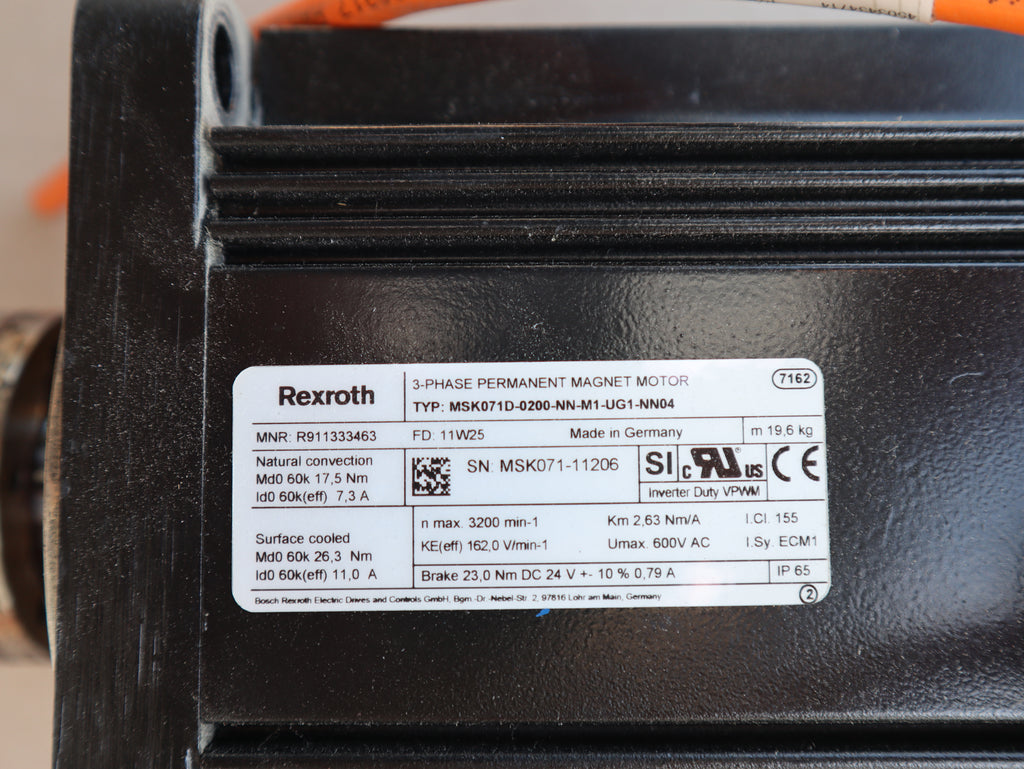 Rexroth
3-PHASE PERMANENT MAGNET MOTOR
7162
TYP: MSK071D-0200-NN-M1-UG1-NN04
MNR: R911333463
FD: 11W25
Made in Germany
m 19,6 kg
Natural convection
Md0 60k 17,5 Nm
Id0 60k(eff) 7,3 A
SN: MSK071-11206
SI
c RU® US
CE
Inverter Duty VPWM
Surface cooled
Md0 60k 26,3 Nm
Id0 60k(eff) 11,0 A
n max. 3200 min-1
Km 2,63 Nm/A
I.Cl. 155
KE(eff) 162,0 V/min-1
Umax. 600V AC
I.Sy. ECM1
Brake 23,0 Nm DC 24 V +- 10 % 0,79 A
IP 65
Bosch Rexroth Electric Drives and Controls GmbH, Bgm.-Dr.-Nebel-Str. 2, 97816 Lohr am Main, Germany
2